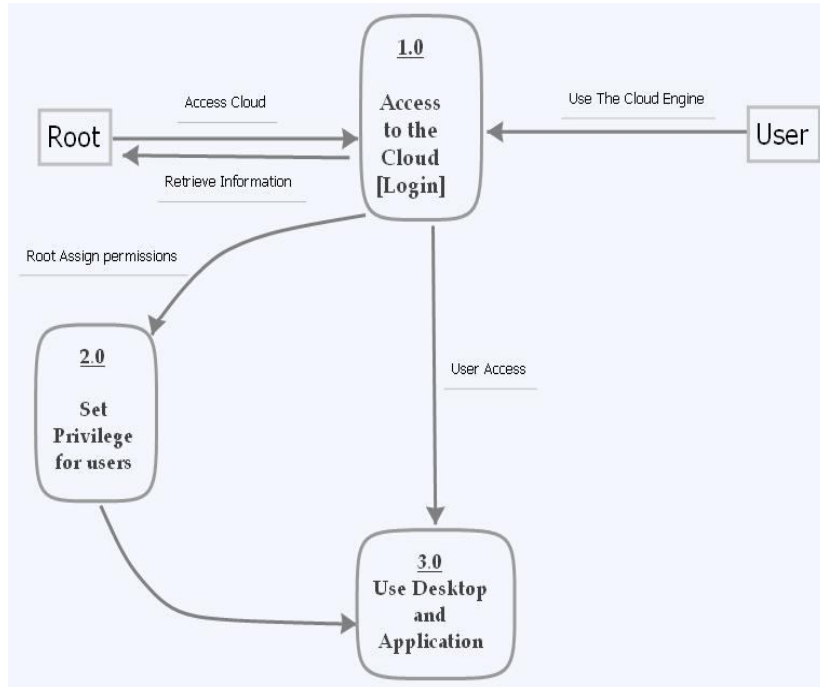 1.0
Access
to the
Cloud
[Login]
Access Cloud
Use The Cloud Engine
Root
User
Retrieve Information
Root Assign permissions
2.0
Set
Privilege
for users
User Access
3.0
Use Desktop
and
Application